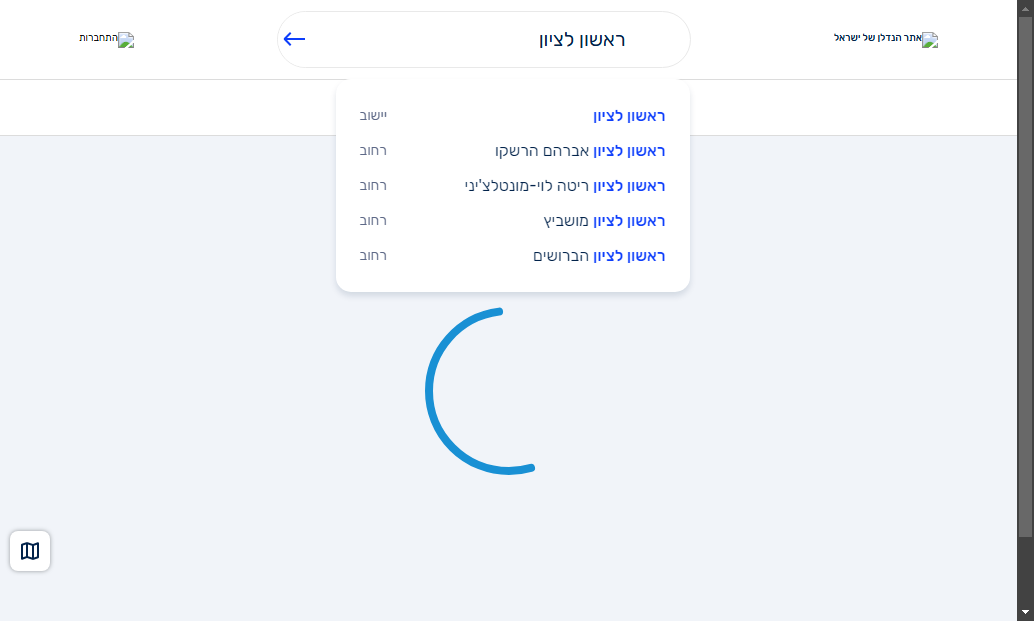 אתר הנדלן של ישראל
ראשון לציון
התחברות
ראשון לציון יישוב
ראשון לציון אברהם הרשקו רחוב
ראשון לציון ריטה לוי-מונטלצ'יני רחוב
ראשון לציון מושביץ רחוב
ראשון לציון הברושים רחוב